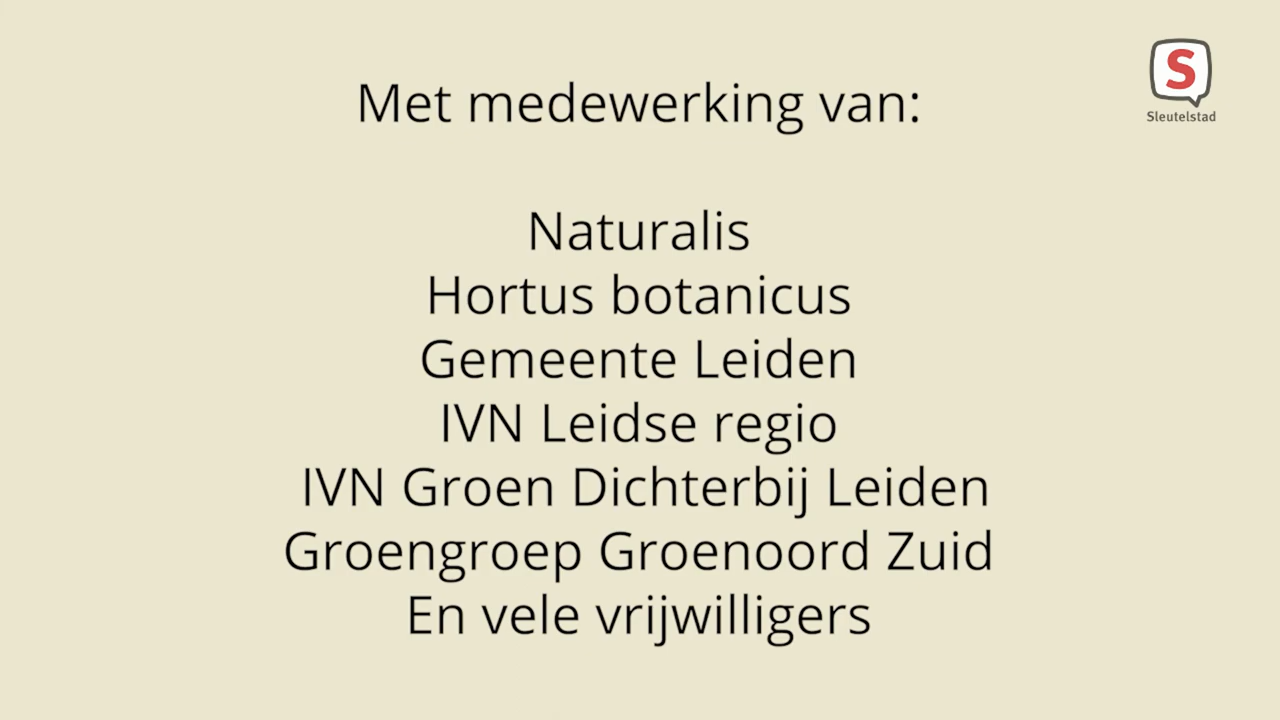 Met medewerking van:
S
Sleutelstad
Naturalis
Hortus botanicus
Gemeente Leiden
IVN Leidse regio
IVN Groen Dichterbij Leiden
Groengroep Groenoord Zuid
En vele vrijwilligers